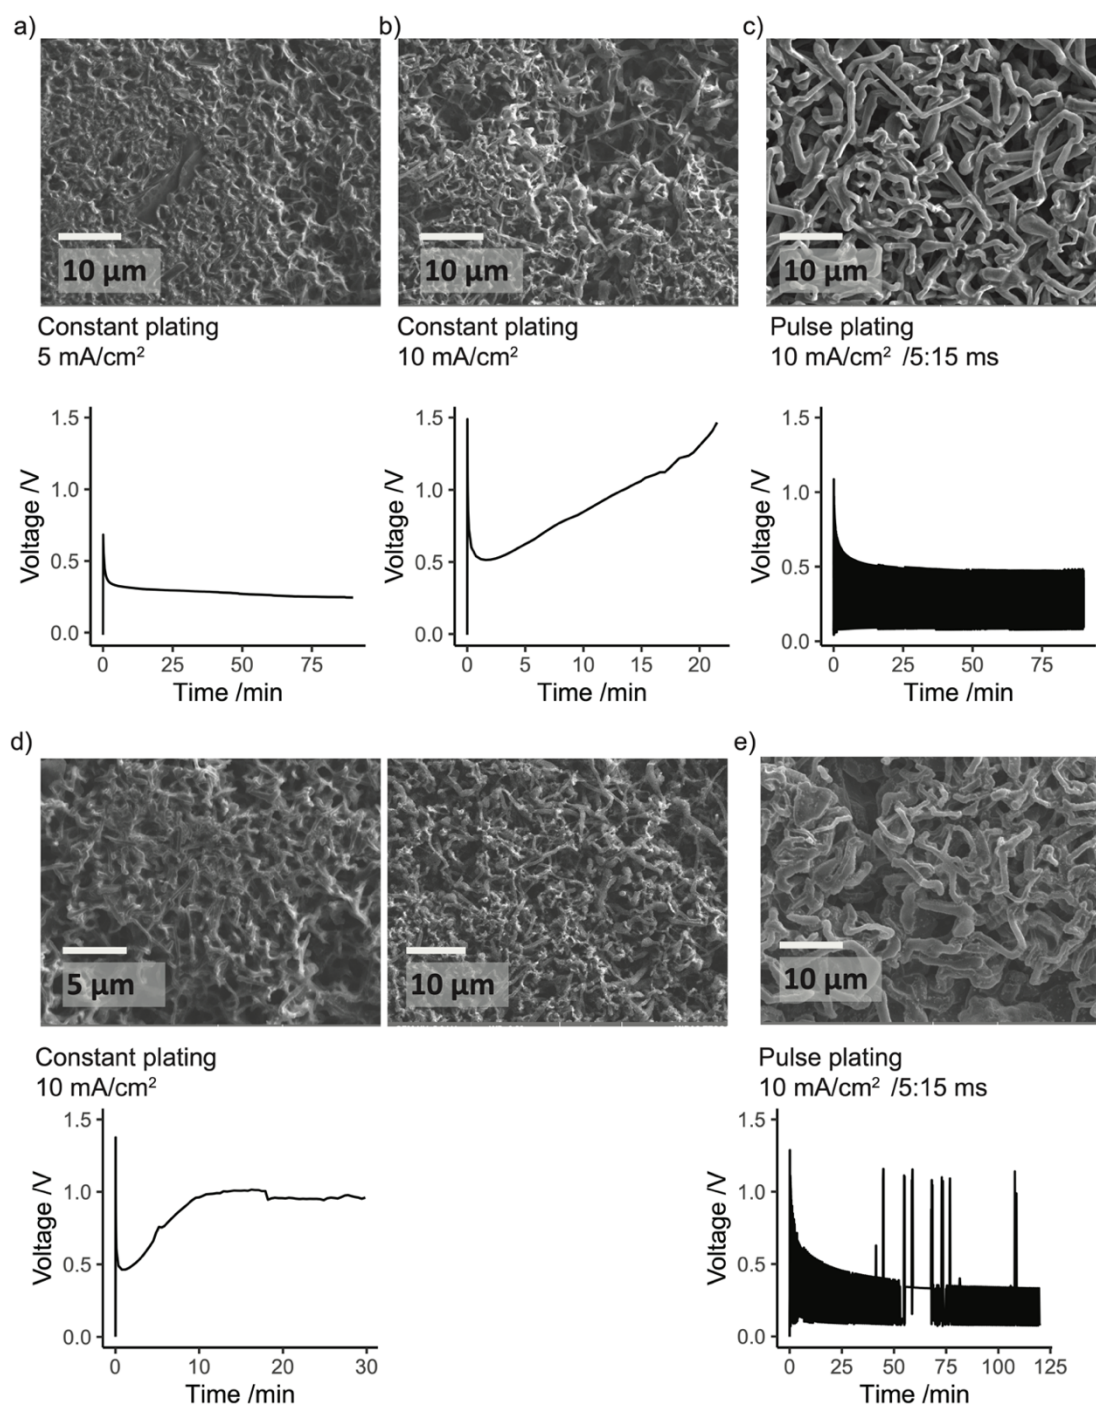 a)
b)
c)
10 µm
10 µm
10 µm
Constant plating
5 mA/cm²
Constant plating
10 mA/cm²
Pulse plating
10 mA/cm² /5:15 ms
1.5
1.0
0.5
0.0
Voltage /V
0
25
50
75
Time /min
1.5
1.0
0.5
0.0
Voltage /V
0
5
10
15
20
Time /min
1.5
1.0
0.5
0.0
Voltage /V
0
25
50
75
Time /min
d)
e)
5 µm
10 µm
10 µm
Constant plating
10 mA/cm²
Pulse plating
10 mA/cm² /5:15 ms
1.5
1.0
0.5
0.0
Voltage /V
0
10
20
30
Time /min
1.5
1.0
0.5
0.0
Voltage /V
0
25
50
75
100
125
Time /min